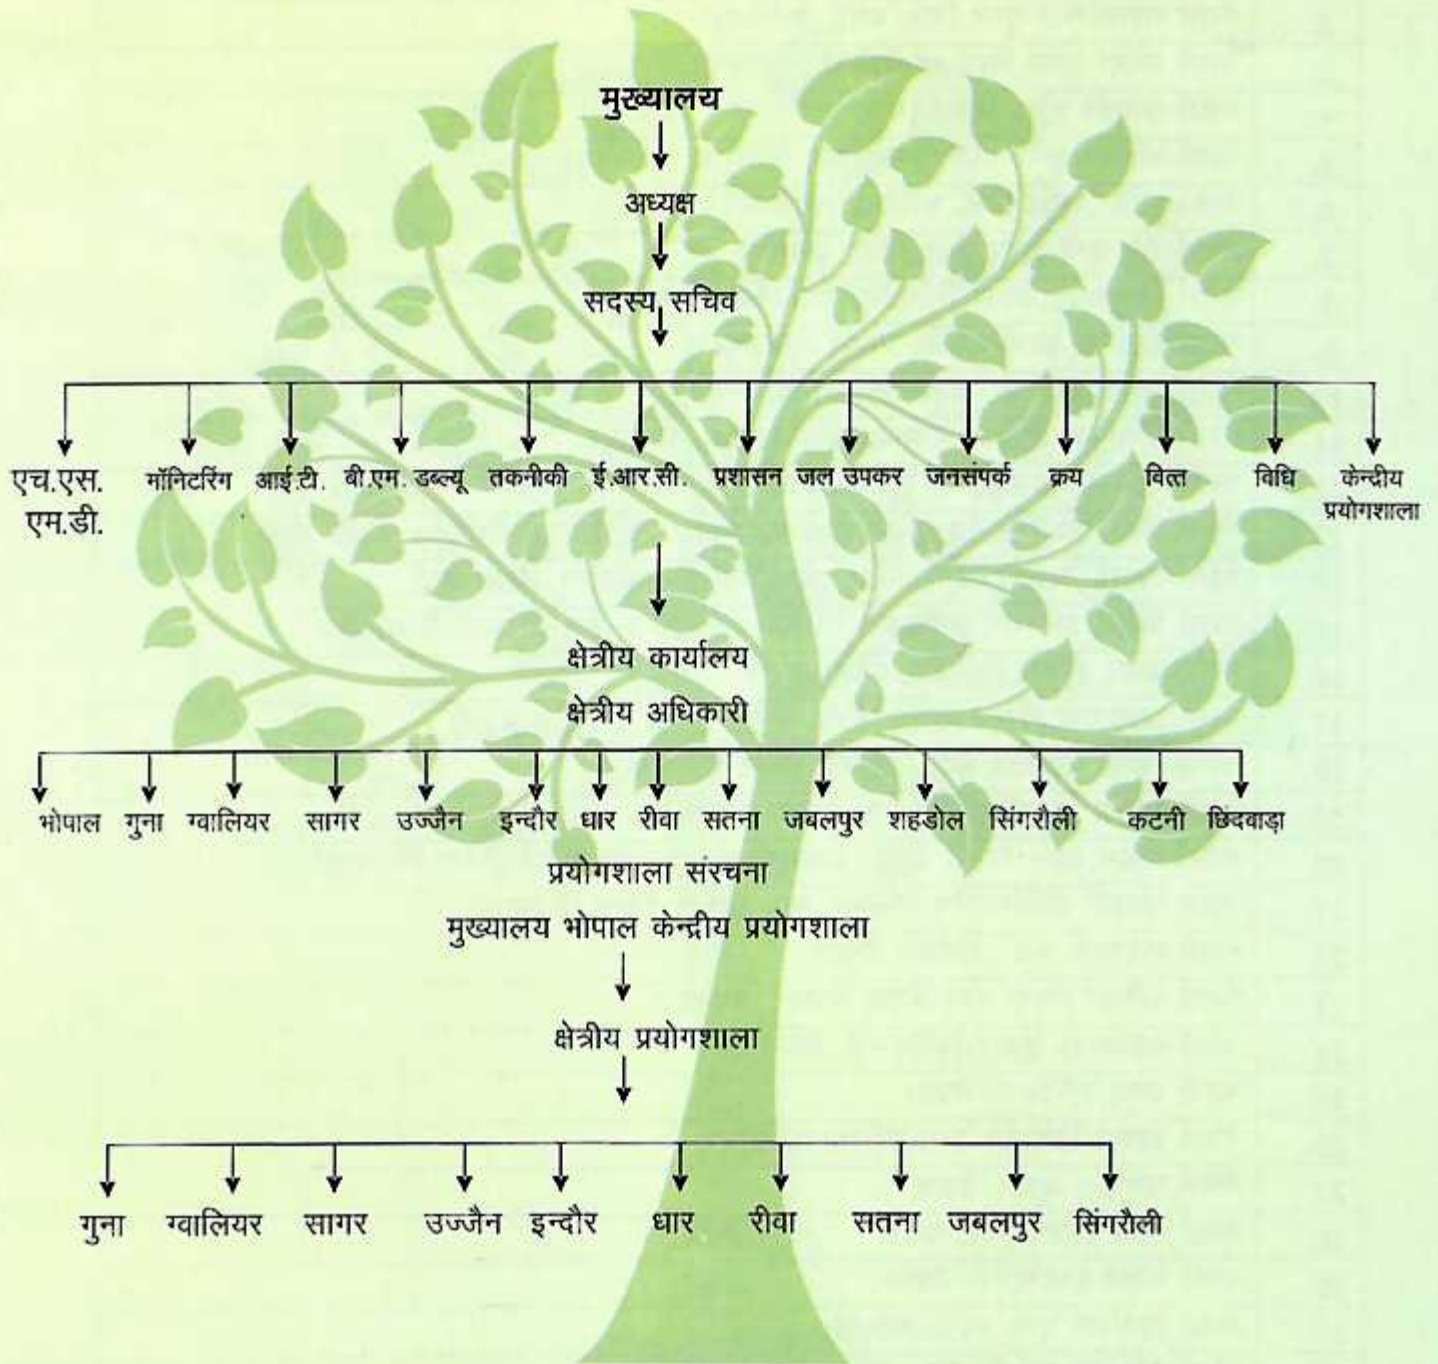 मुख्यालय
अध्यक्ष
सदस्य सचिव
एच.एस. एम.डी. मॉनिटरिंग आई.टी. बी.एम. डब्ल्यू तकनीकी ई.आर.सी. प्रशासन जल उपकर जनसंपर्क क्रय वित्त विधि केन्द्रीय प्रयोगशाला
क्षेत्रीय कार्यालय
क्षेत्रीय अधिकारी
भोपाल गुना ग्वालियर सागर उज्जैन इन्दौर धार रीवा सतना जबलपुर शहडोल सिंगरौली कटनी छिंदवाड़ा
प्रयोगशाला संरचना
मुख्यालय भोपाल केन्द्रीय प्रयोगशाला
क्षेत्रीय प्रयोगशाला
गुना ग्वालियर सागर उज्जैन इन्दौर धार रीवा सतना जबलपुर सिंगरौली